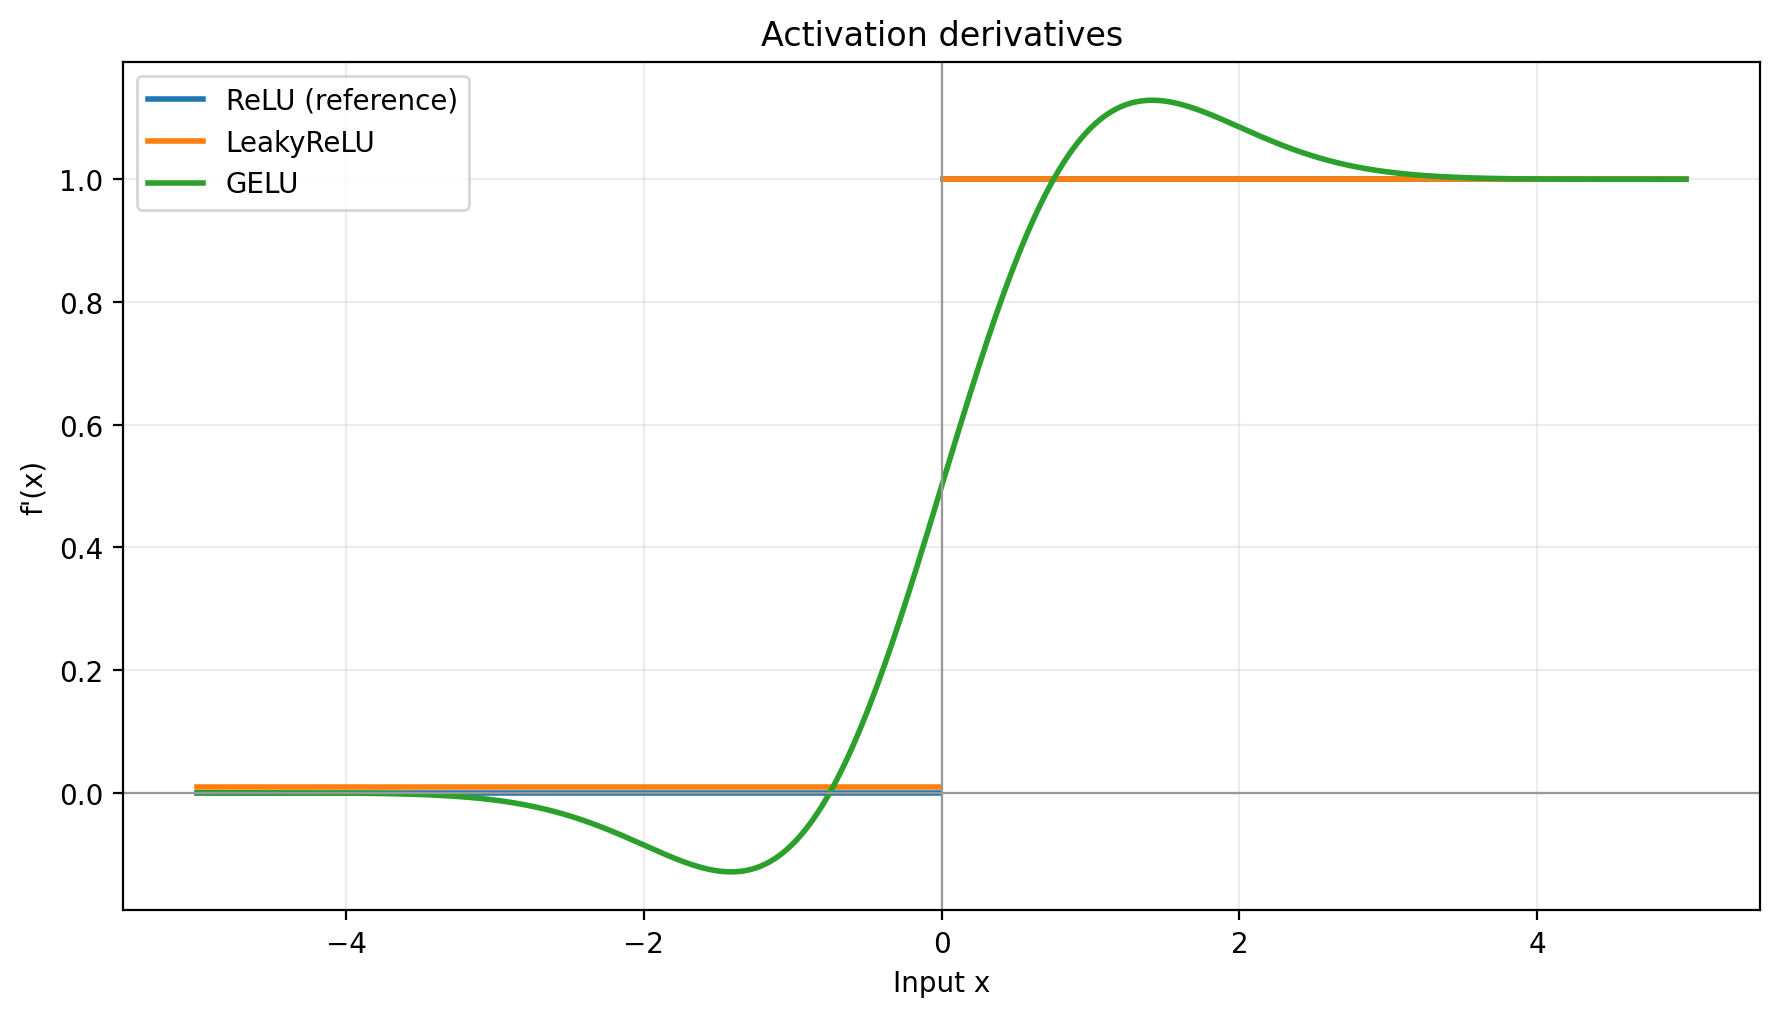 Activation derivatives
ReLU (reference)
LeakyReLU
GELU
1.0
0.8
0.6
0.4
0.2
0.0
f'(x)
−4 −2 0 2 4
Input x